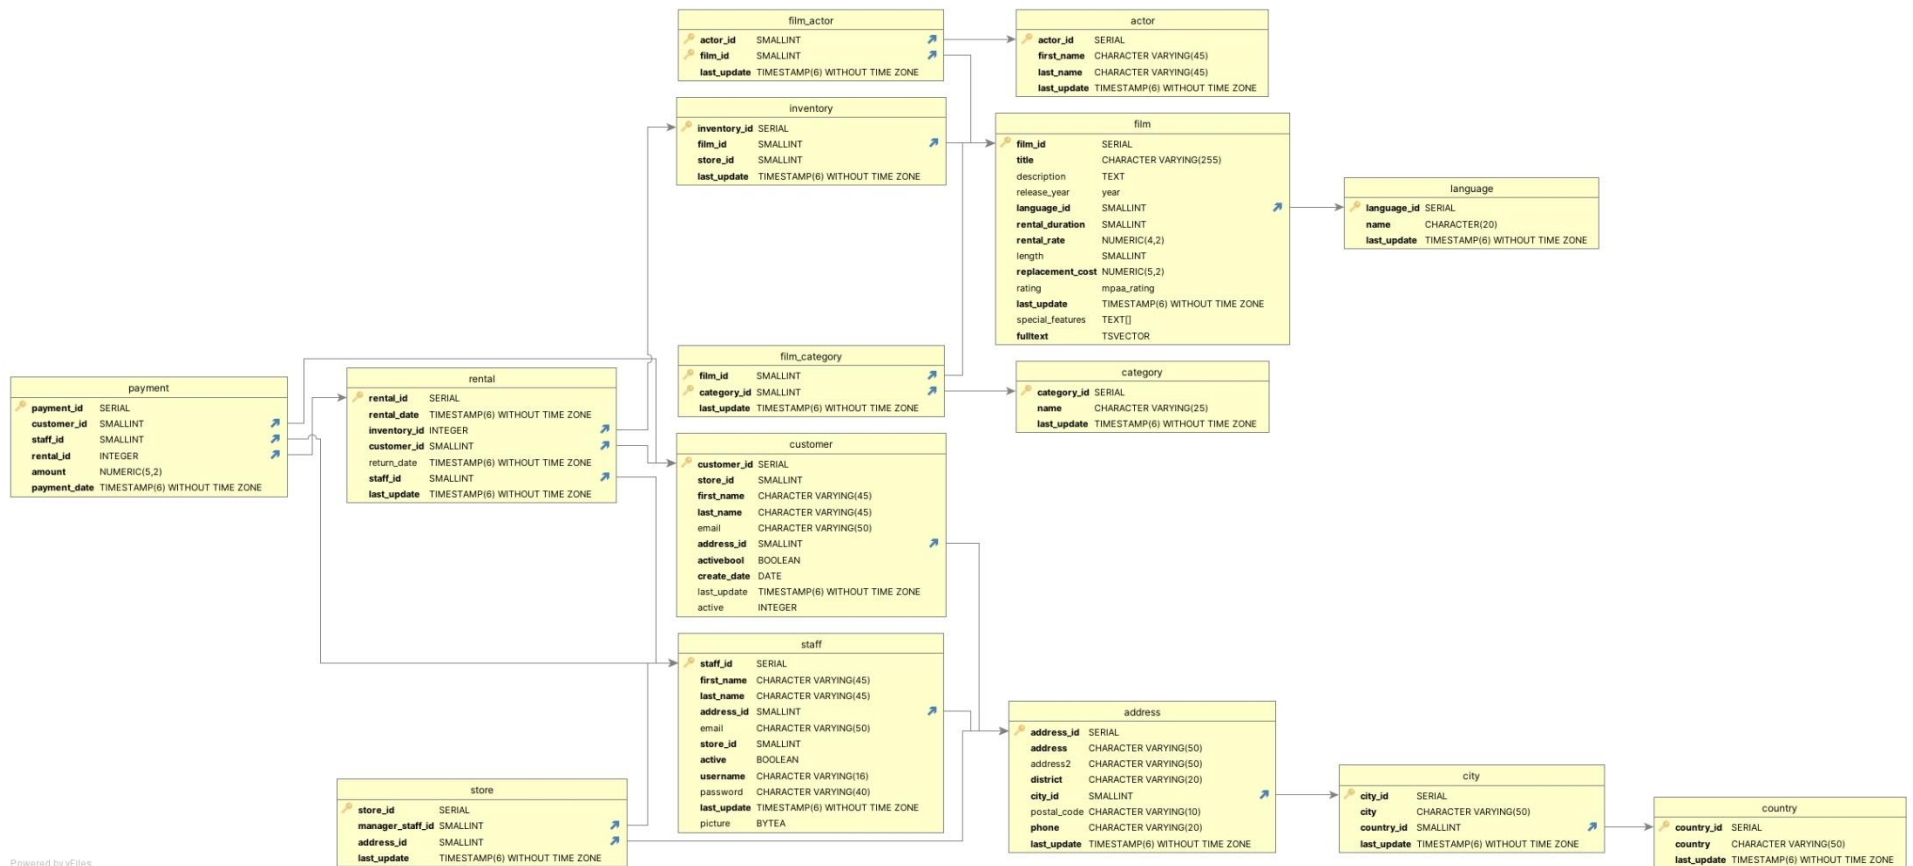 film_actor
actor_id SMALLINT
film_id SMALLINT
last_update TIMESTAMP(6) WITHOUT TIME ZONE
actor
actor_id SERIAL
first_name CHARACTER VARYING(45)
last_name CHARACTER VARYING(45)
last_update TIMESTAMP(6) WITHOUT TIME ZONE
inventory
inventory_id SERIAL
film_id SMALLINT
store_id SMALLINT
last_update TIMESTAMP(6) WITHOUT TIME ZONE
film
film_id SERIAL
title CHARACTER VARYING(255)
description TEXT
release_year year
language_id SMALLINT
rental_duration SMALLINT
rental_rate NUMERIC(4,2)
length SMALLINT
replacement_cost NUMERIC(5,2)
rating mpaa_rating
last_update TIMESTAMP(6) WITHOUT TIME ZONE
special_features TEXT[]
fulltext TSVECTOR
language
language_id SERIAL
name CHARACTER(20)
last_update TIMESTAMP(6) WITHOUT TIME ZONE
payment
payment_id SERIAL
customer_id SMALLINT
staff_id SMALLINT
rental_id INTEGER
amount NUMERIC(5,2)
payment_date TIMESTAMP(6) WITHOUT TIME ZONE
rental
rental_id SERIAL
rental_date TIMESTAMP(6) WITHOUT TIME ZONE
inventory_id INTEGER
customer_id SMALLINT
return_date TIMESTAMP(6) WITHOUT TIME ZONE
staff_id SMALLINT
last_update TIMESTAMP(6) WITHOUT TIME ZONE
film_category
film_id SMALLINT
category_id SMALLINT
last_update TIMESTAMP(6) WITHOUT TIME ZONE
category
category_id SERIAL
name CHARACTER VARYING(25)
last_update TIMESTAMP(6) WITHOUT TIME ZONE
customer
customer_id SERIAL
store_id SMALLINT
first_name CHARACTER VARYING(45)
last_name CHARACTER VARYING(45)
email CHARACTER VARYING(50)
address_id SMALLINT
activebool BOOLEAN
create_date DATE
last_update TIMESTAMP(6) WITHOUT TIME ZONE
active INTEGER
staff
staff_id SERIAL
first_name CHARACTER VARYING(45)
last_name CHARACTER VARYING(45)
address_id SMALLINT
email CHARACTER VARYING(50)
store_id SMALLINT
active BOOLEAN
username CHARACTER VARYING(16)
password CHARACTER VARYING(40)
last_update TIMESTAMP(6) WITHOUT TIME ZONE
picture BYTEA
store
store_id SERIAL
manager_staff_id SMALLINT
address_id SMALLINT
last_update TIMESTAMP(6) WITHOUT TIME ZONE
address
address_id SERIAL
address CHARACTER VARYING(50)
address2 CHARACTER VARYING(50)
district CHARACTER VARYING(20)
city_id SMALLINT
postal_code CHARACTER VARYING(10)
phone CHARACTER VARYING(20)
last_update TIMESTAMP(6) WITHOUT TIME ZONE
city
city_id SERIAL
city CHARACTER VARYING(50)
country_id SMALLINT
last_update TIMESTAMP(6) WITHOUT TIME ZONE
country
country_id SERIAL
country CHARACTER VARYING(50)
last_update TIMESTAMP(6) WITHOUT TIME ZONE
Powered by yFiles